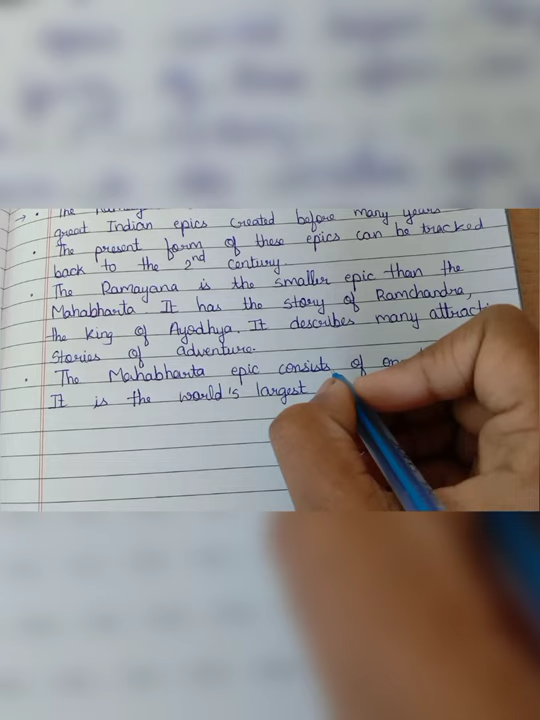 → • The
great Indian epics created before many years
• The present form of these epics can be tracked
back to the 2nd century.
• The Ramayana is the smaller epic than the
Mahabharta. It has the story of Ramchandra,
the king of Ayodhya. It describes many
stories of adventure.
• The Mahabharta epic consists of
It is the world's largest